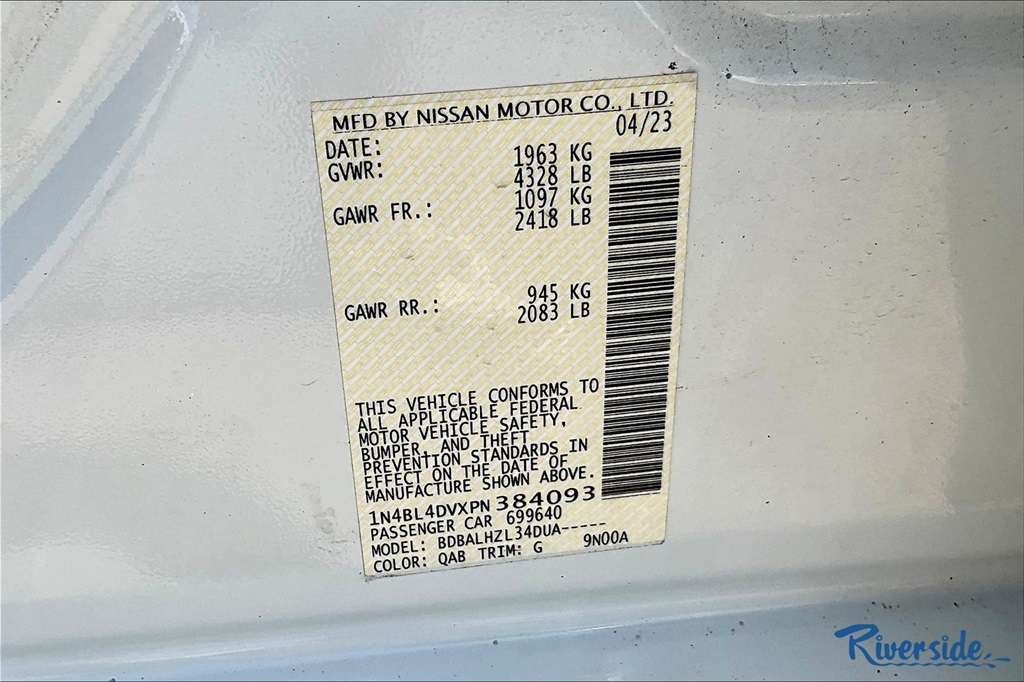 MFD BY NISSAN MOTOR CO., LTD.
DATE: 04/23
GVWR: 1963 KG
4328 LB
GAWR FR.: 1097 KG
2418 LB
GAWR RR.: 945 KG
2083 LB
THIS VEHICLE CONFORMS TO
ALL APPLICABLE FEDERAL
MOTOR VEHICLE SAFETY,
BUMPER, AND THEFT
PREVENTION STANDARDS IN
EFFECT ON THE DATE OF
MANUFACTURE SHOWN ABOVE.
1N4BL4DVXPN384093
PASSENGER CAR 699640
MODEL: BDBALHZL34DUA-----
COLOR: QAB TRIM: G 9N00A
Riverside